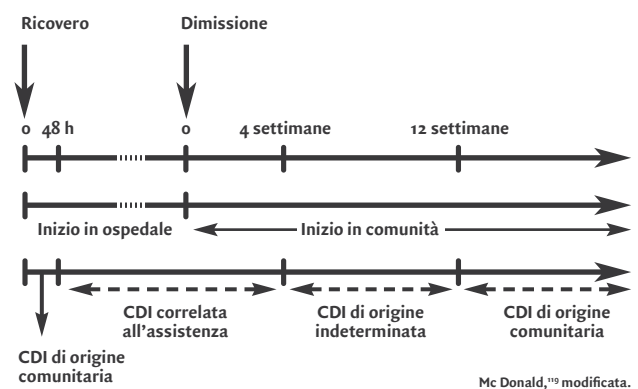 Ricovero
Dimissione
0
48 h
0
4 settimane
12 settimane
Inizio in ospedale
Inizio in comunità
CDI correlata
all'assistenza
CDI di origine
indeterminata
CDI di origine
comunitaria
CDI di origine
comunitaria
Mc Donald,¹¹⁹ modificata.